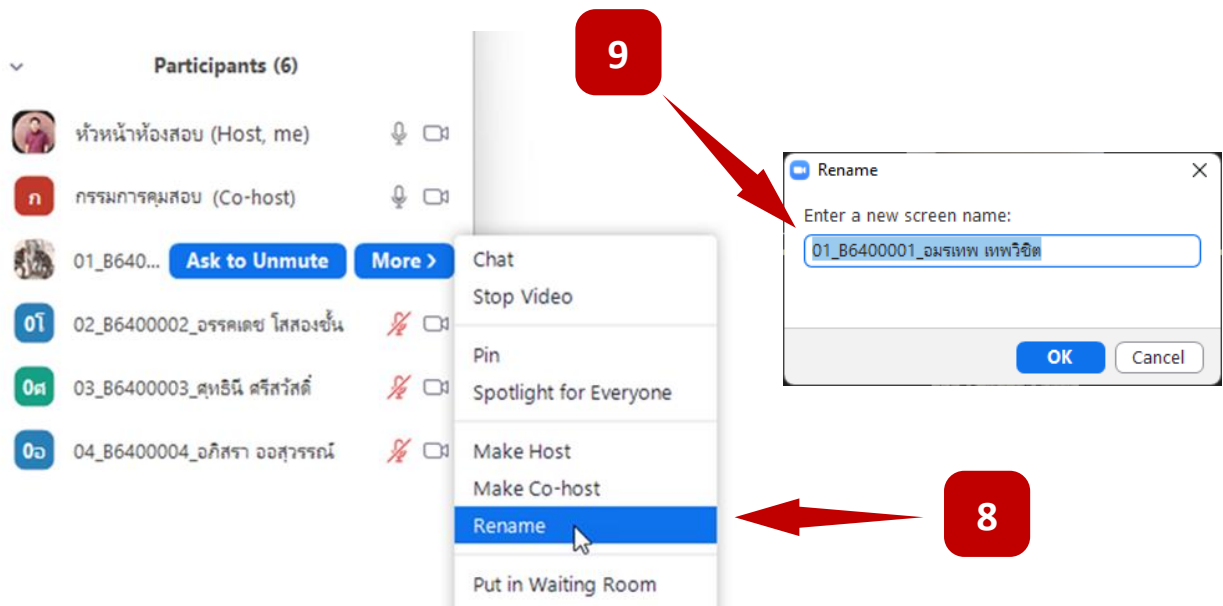 9
Participants (6)
หัวหน้าห้องสอบ (Host, me)
ก
กรรมการคุมสอบ (Co-host)
01_B640... Ask to Unmute More >
0โ
02_B6400002_อรรคเดช โสสองชั้น
0ศ
03_B6400003_ศุทธินี ศรีสวัสดิ์
0อ
04_B6400004_อภิสรา ออสุวรรณ์
Chat
Stop Video
Pin
Spotlight for Everyone
Make Host
Make Co-host
Rename
Put in Waiting Room
Rename
Enter a new screen name:
01_B6400001_อมรเทพ เทพวิชิต
OK Cancel
8